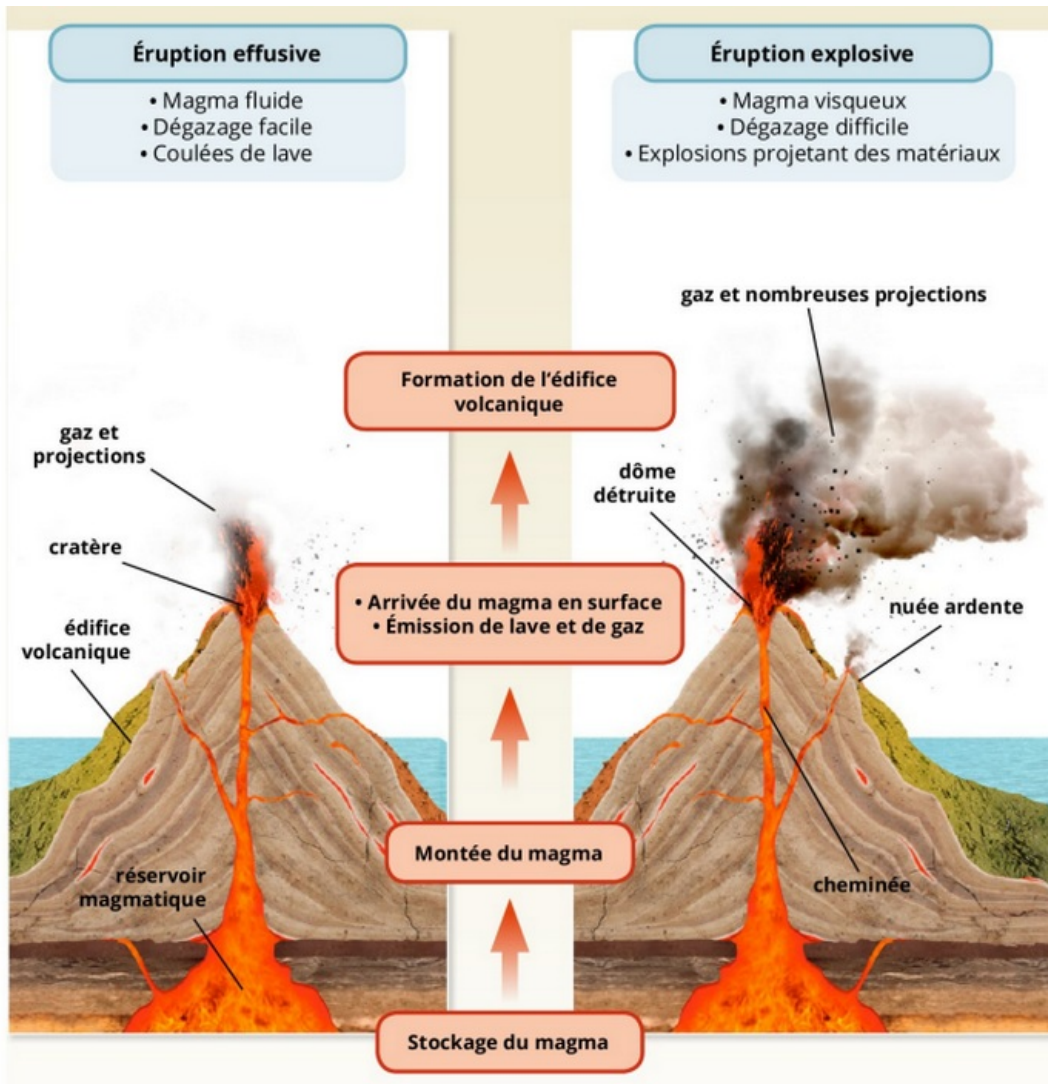 Éruption effusive
• Magma fluide
• Dégazage facile
• Coulées de lave
Éruption explosive
• Magma visqueux
• Dégazage difficile
• Explosions projetant des matériaux
gaz et nombreuses projections
Formation de l'édifice
volcanique
gaz et
projections
dôme
détruite
cratère
• Arrivée du magma en surface
• Émission de lave et de gaz
nuée ardente
édifice
volcanique
Montée du magma
réservoir
magmatique
cheminée
Stockage du magma